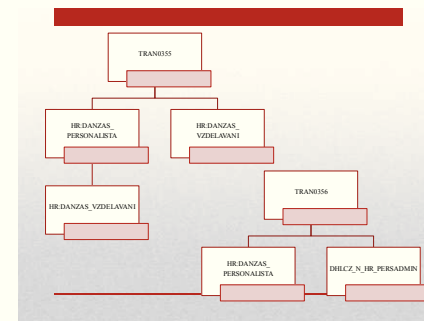 TRAN0355
HR:DANZAS_
PERSONALISTA
HR:DANZAS_
VZDELAVANI
HR:DANZAS_VZDELAVANI
TRAN0356
HR:DANZAS_
PERSONALISTA
DHLCZ_N_HR_PERSADMIN